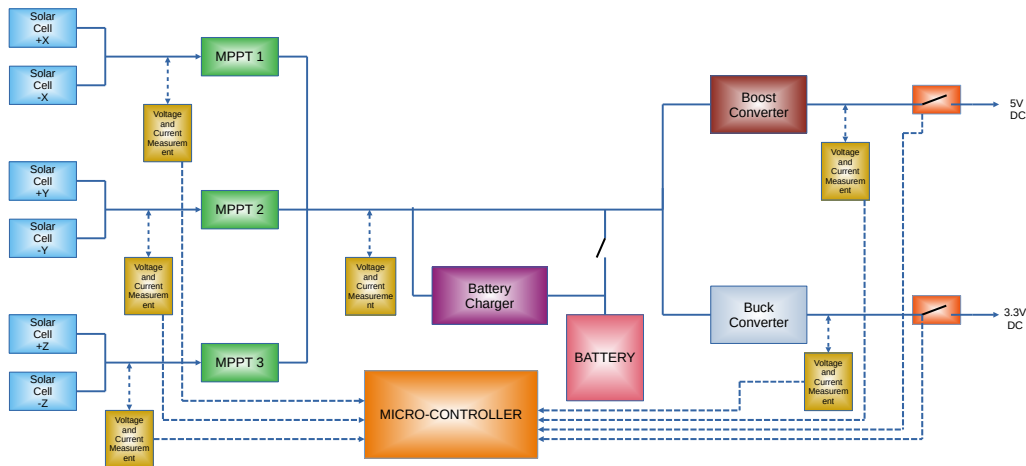 Solar
Cell
+X
Solar
Cell
-X
MPPT 1
Voltage
and
Current
Measurem
ent
Boost
Converter
5V
DC
Voltage
and
Current
Measurem
ent
Solar
Cell
+Y
Solar
Cell
-Y
MPPT 2
Voltage
and
Current
Measurem
ent
Voltage
and
Current
Measureme
nt
Battery
Charger
BATTERY
Buck
Converter
3.3V
DC
Solar
Cell
+Z
Solar
Cell
-Z
MPPT 3
Voltage
and
Current
Measurem
ent
MICRO-CONTROLLER
Voltage
and
Current
Measurem
ent